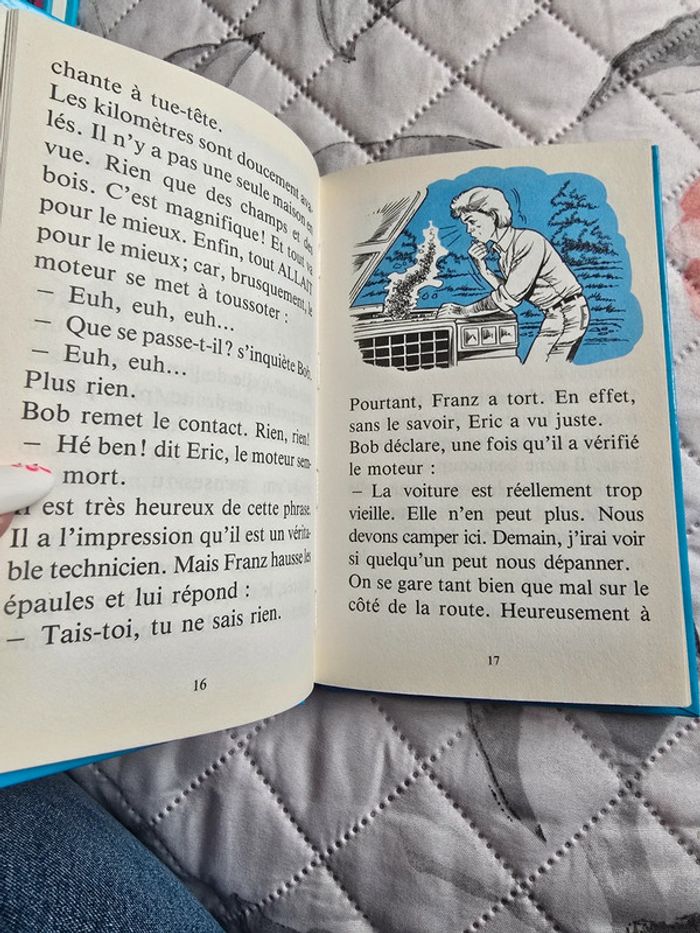 chante à tue-tête.
Les kilomètres sont doucement ava-
lés. Il n'y a pas une seule maison en
vue. Rien que des champs et des
bois. C'est magnifique! Et tout va
pour le mieux. Enfin, tout ALLAIT
pour le mieux; car, brusquement, le
moteur se met à toussoter :
– Euh, euh, euh...
– Que se passe-t-il? s'inquiète Bob.
– Euh, euh...
Plus rien.
Bob remet le contact. Rien, rien!
– Hé ben! dit Eric, le moteur sem-
mort.
Il est très heureux de cette phrase.
Il a l'impression qu'il est un vérita-
ble technicien. Mais Franz hausse les
épaules et lui répond :
– Tais-toi, tu ne sais rien.
16
Pourtant, Franz a tort. En effet,
sans le savoir, Eric a vu juste.
Bob déclare, une fois qu'il a vérifié
le moteur :
– La voiture est réellement trop
vieille. Elle n'en peut plus. Nous
devons camper ici. Demain, j'irai voir
si quelqu'un peut nous dépanner.
On se gare tant bien que mal sur le
côté de la route. Heureusement à
17